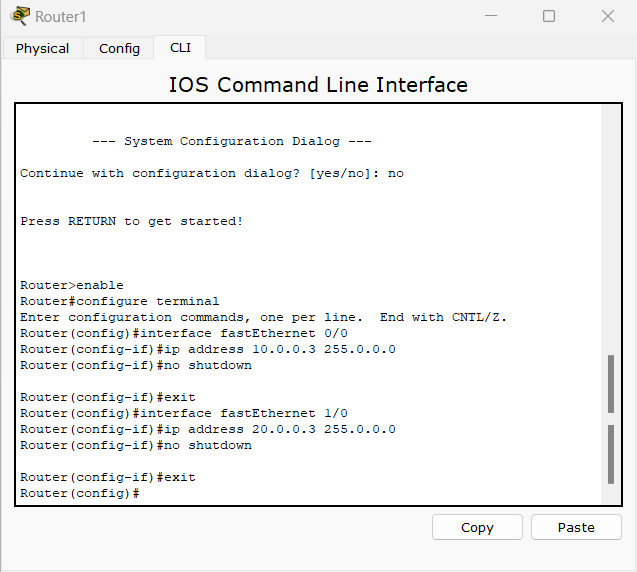 Router1
Physical Config CLI
IOS Command Line Interface
--- System Configuration Dialog ---
Continue with configuration dialog? [yes/no]: no
Press RETURN to get started!
Router>enable
Router#configure terminal
Enter configuration commands, one per line.  End with CNTL/Z.
Router(config)#interface fastEthernet 0/0
Router(config-if)#ip address 10.0.0.3 255.0.0.0
Router(config-if)#no shutdown
Router(config-if)#exit
Router(config)#interface fastEthernet 1/0
Router(config-if)#ip address 20.0.0.3 255.0.0.0
Router(config-if)#no shutdown
Router(config-if)#exit
Router(config)#
Copy Paste